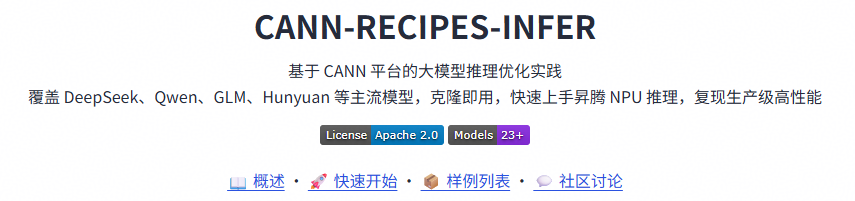 CANN-RECIPES-INFER
基于 CANN 平台的大模型推理优化实践
覆盖 DeepSeek、Qwen、GLM、Hunyuan 等主流模型，克隆即用，快速上手昇腾 NPU 推理，复现生产级高性能
License Apache 2.0 Models 23+
📖 概述 • 🚀 快速开始 • 📦 样例列表 • 💬 社区讨论